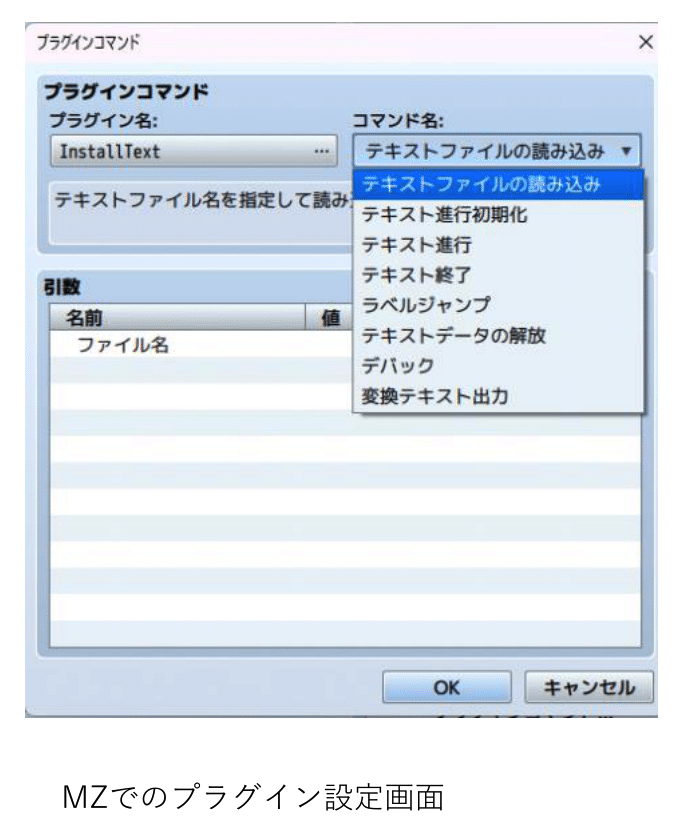 プラグインコマンド
プラグインコマンド
プラグイン名:
コマンド名:
InstallText ...
テキストファイルの読み込み ▼
テキストファイル名を指定して読み
テキストファイルの読み込み
テキスト進行初期化
テキスト進行
テキスト終了
ラベルジャンプ
テキストデータの解放
デバック
変換テキスト出力
引数
名前
値
ファイル名
OK
キャンセル
MZでのプラグイン設定画面